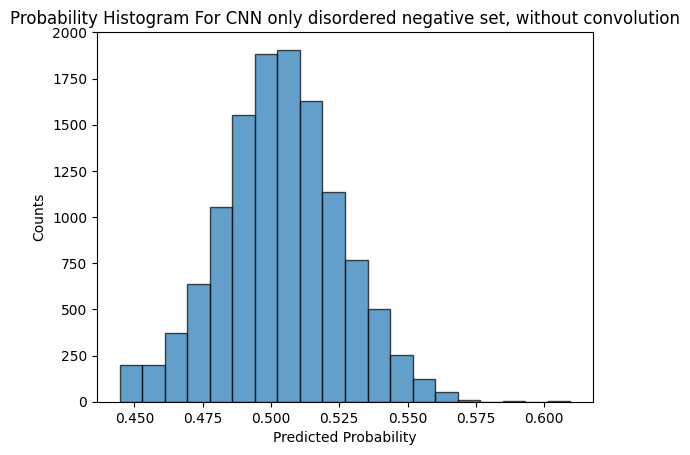 Probability Histogram For CNN only disordered negative set, without convolution
2000
1750
1500
1250
1000
750
500
250
0
Counts
0.450 0.475 0.500 0.525 0.550 0.575 0.600
Predicted Probability